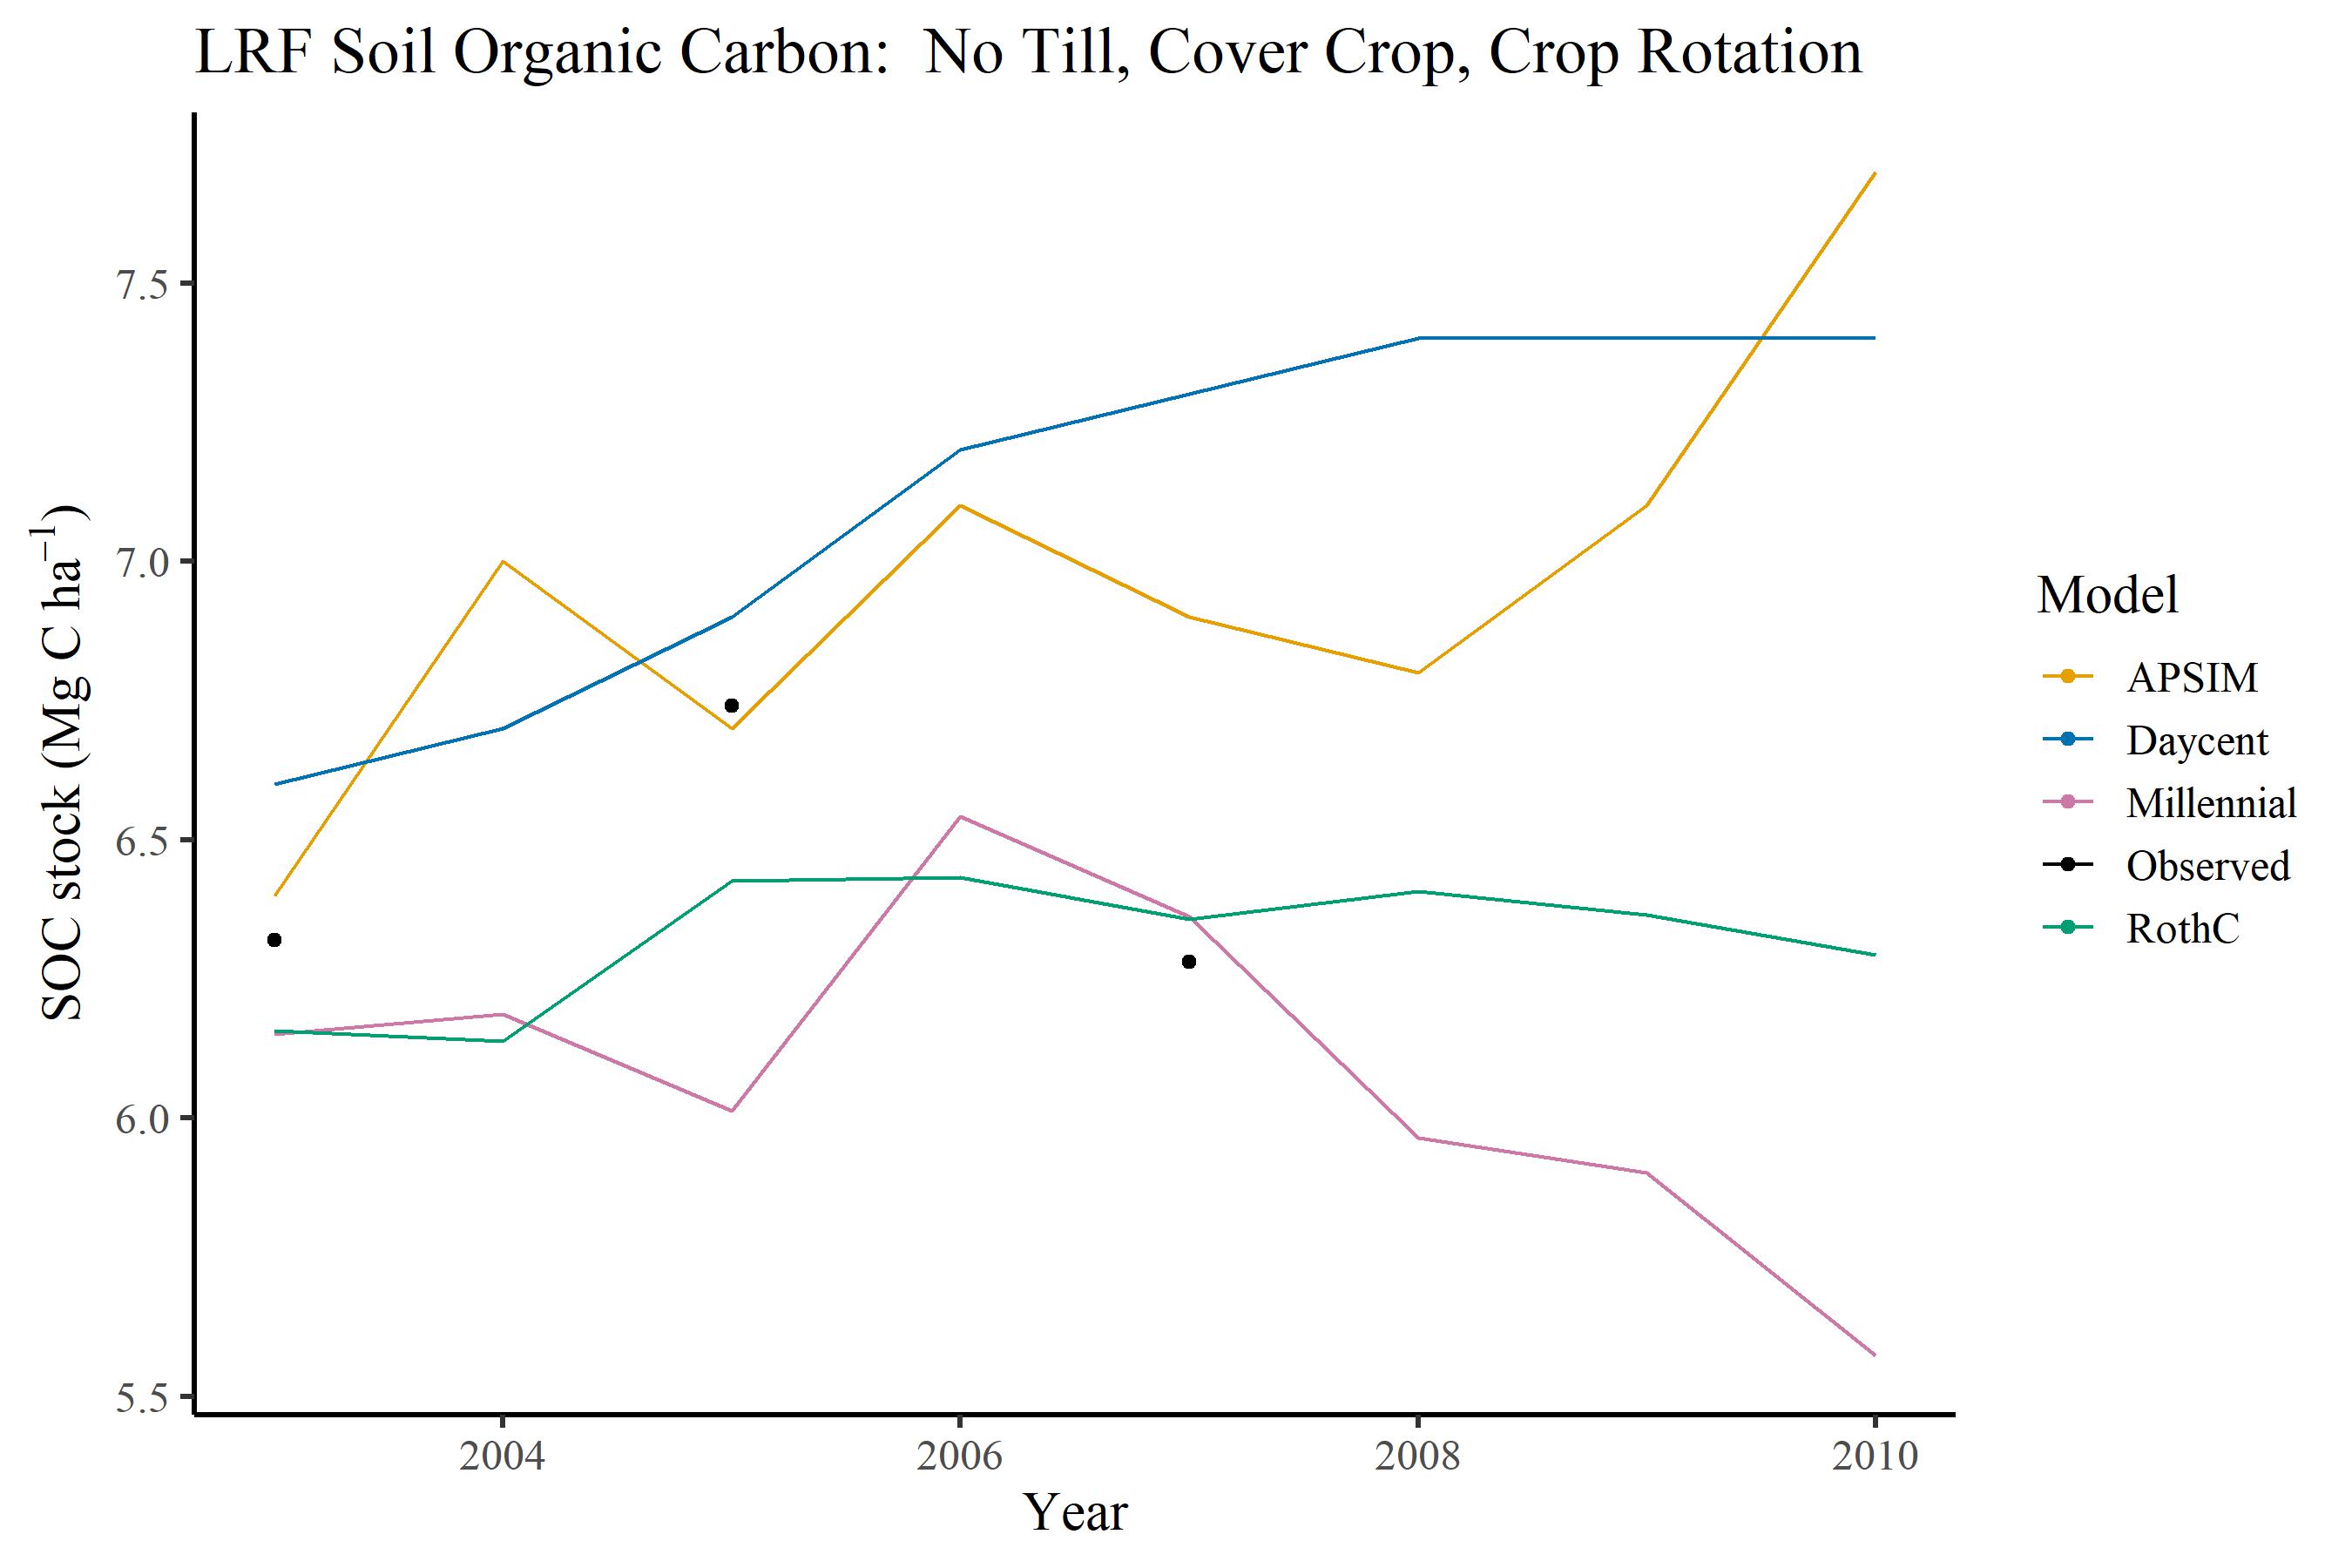 LRF Soil Organic Carbon:  No Till, Cover Crop, Crop Rotation
SOC stock (Mg C ha⁻¹)
7.5
7.0
6.5
6.0
5.5
2004 2006 2008 2010
Year
Model
APSIM
Daycent
Millennial
Observed
RothC